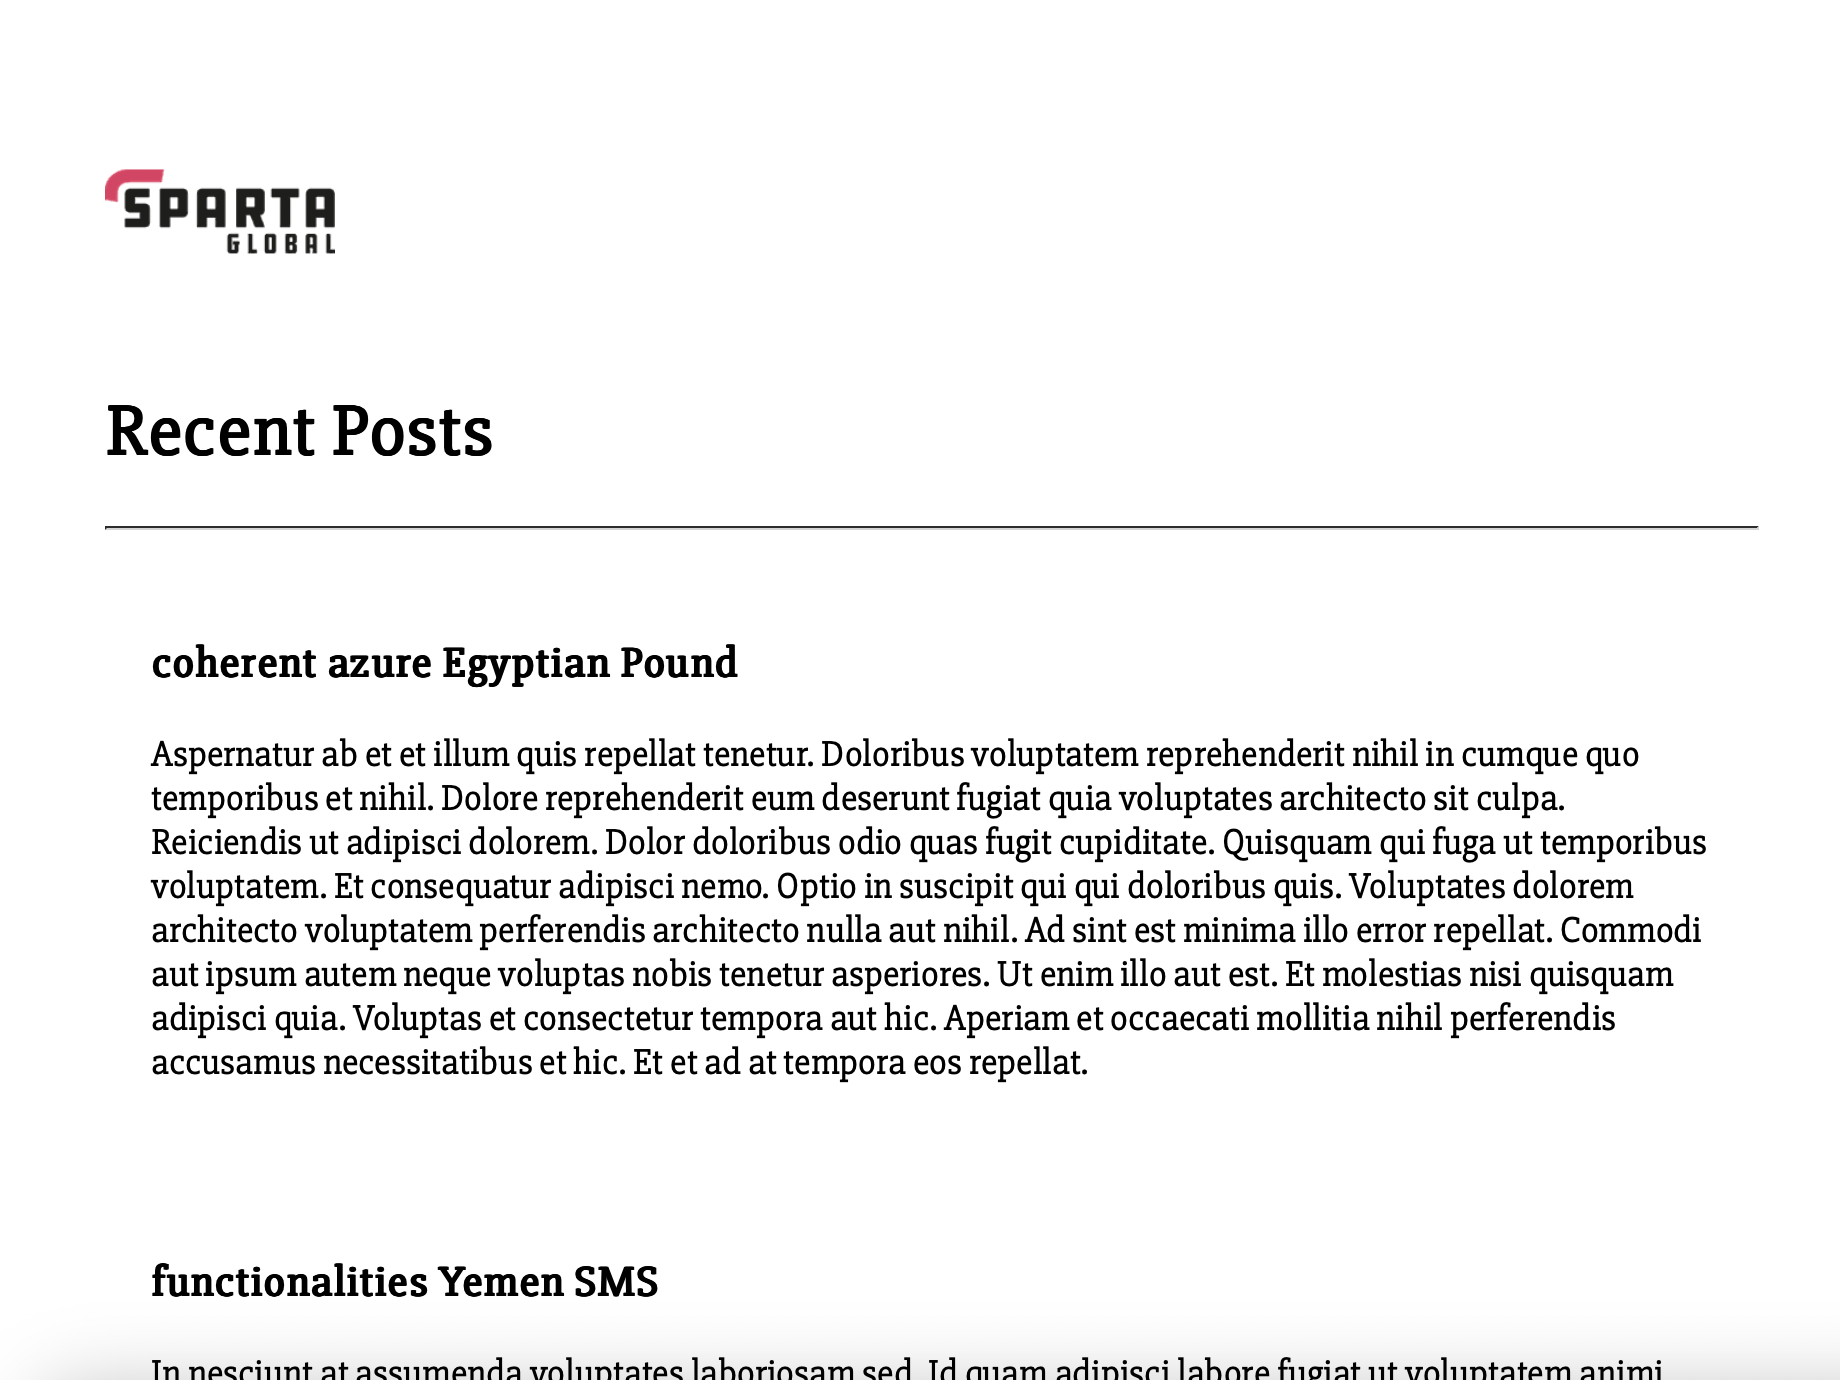 SPARTA
GLOBAL
Recent Posts
coherent azure Egyptian Pound
Aspernatur ab et et illum quis repellat tenetur. Doloribus voluptatem reprehenderit nihil in cumque quo
temporibus et nihil. Dolore reprehenderit eum deserunt fugiat quia voluptates architecto sit culpa.
Reiciendis ut adipisci dolorem. Dolor doloribus odio quas fugit cupiditate. Quisquam qui fuga ut temporibus
voluptatem. Et consequatur adipisci nemo. Optio in suscipit qui qui doloribus quis. Voluptates dolorem
architecto voluptatem perferendis architecto nulla aut nihil. Ad sint est minima illo error repellat. Commodi
aut ipsum autem neque voluptas nobis tenetur asperiores. Ut enim illo aut est. Et molestias nisi quisquam
adipisci quia. Voluptas et consectetur tempora aut hic. Aperiam et occaecati mollitia nihil perferendis
accusamus necessitatibus et hic. Et et ad at tempora eos repellat.
functionalities Yemen SMS
In nesciunt at assumenda voluptates laboriosam sed. Id quam adipisci labore fugiat ut voluptatem animi